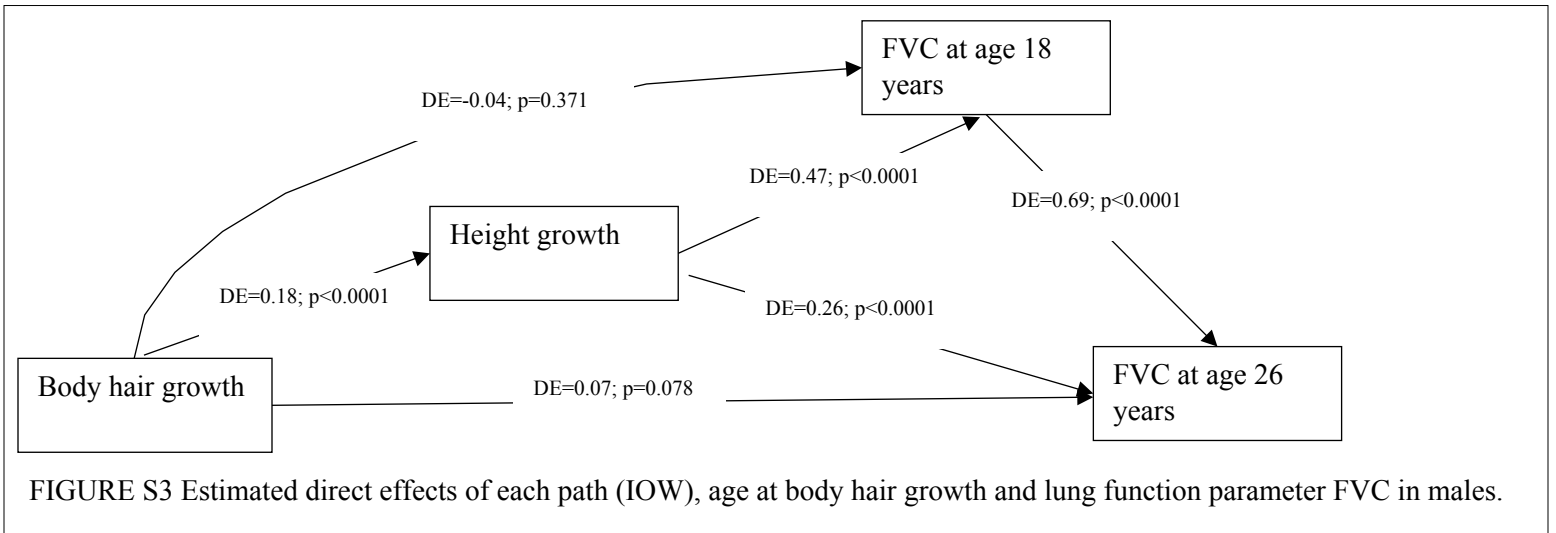 FVC at age 18
years
DE=-0.04; p=0.371
DE=0.47; p<0.0001
DE=0.69; p<0.0001
Height growth
DE=0.18; p<0.0001
DE=0.26; p<0.0001
Body hair growth
DE=0.07; p=0.078
FVC at age 26
years
FIGURE S3 Estimated direct effects of each path (IOW), age at body hair growth and lung function parameter FVC in males.